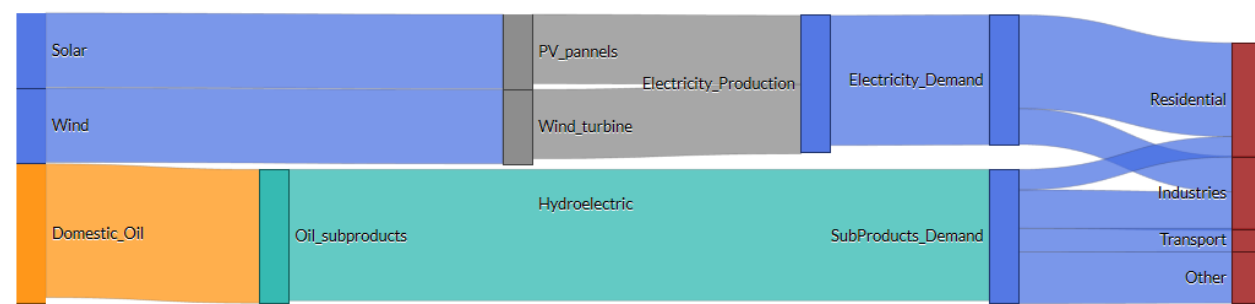 Solar
PV_pannels
Electricity_Production
Electricity_Demand
Residential
Wind
Wind_turbine
Hydroelectric
Industries
Domestic_Oil
Oil_subproducts
SubProducts_Demand
Transport
Other